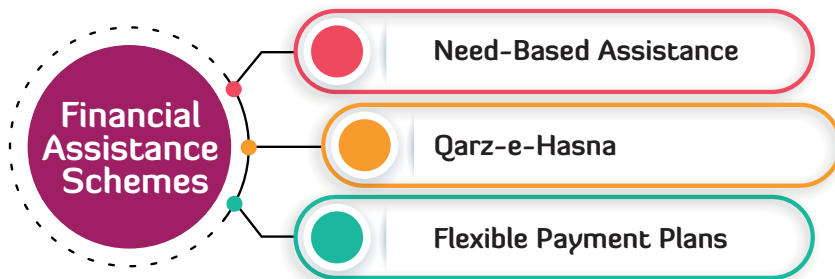 Financial
Assistance
Schemes
Need-Based Assistance
Qarz-e-Hasna
Flexible Payment Plans